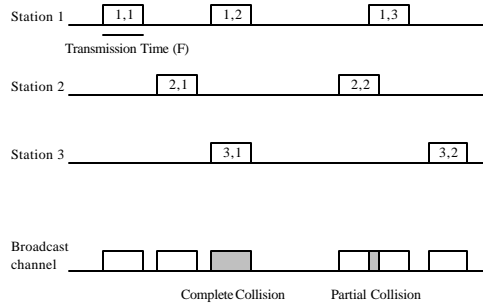 Station 1
1,1
1,2
1,3
Transmission Time (F)
Station 2
2,1
2,2
Station 3
3,1
3,2
Broadcast
channel
Complete Collision
Partial Collision